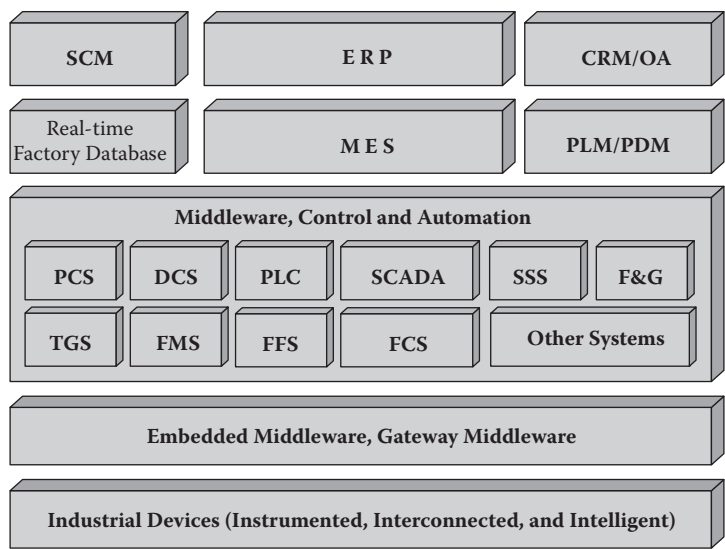 SCM
E R P
CRM/OA
Real-time
Factory Database
M E S
PLM/PDM
Middleware, Control and Automation
PCS
DCS
PLC
SCADA
SSS
F&G
TGS
FMS
FFS
FCS
Other Systems
Embedded Middleware, Gateway Middleware
Industrial Devices (Instrumented, Interconnected, and Intelligent)